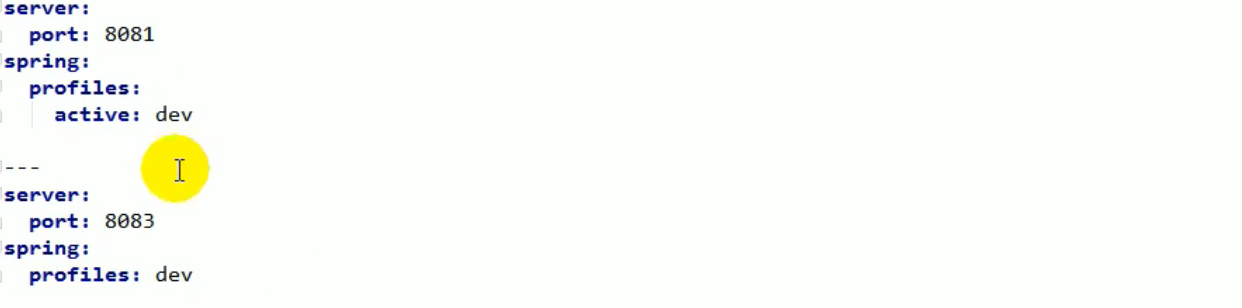 server:
  port: 8081
spring:
  profiles:
    active: dev
---
server:
  port: 8083
spring:
  profiles: dev